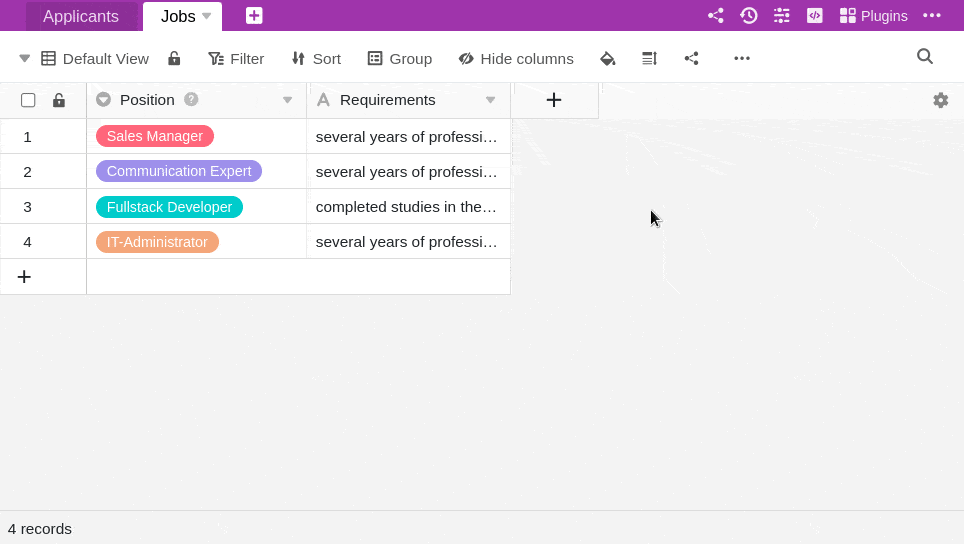 Applicants Jobs Plugins
Default View Filter Sort Group Hide columns
Position ? A Requirements
1 Sales Manager several years of professi…
2 Communication Expert several years of professi…
3 Fullstack Developer completed studies in the…
4 IT-Administrator several years of professi…
4 records